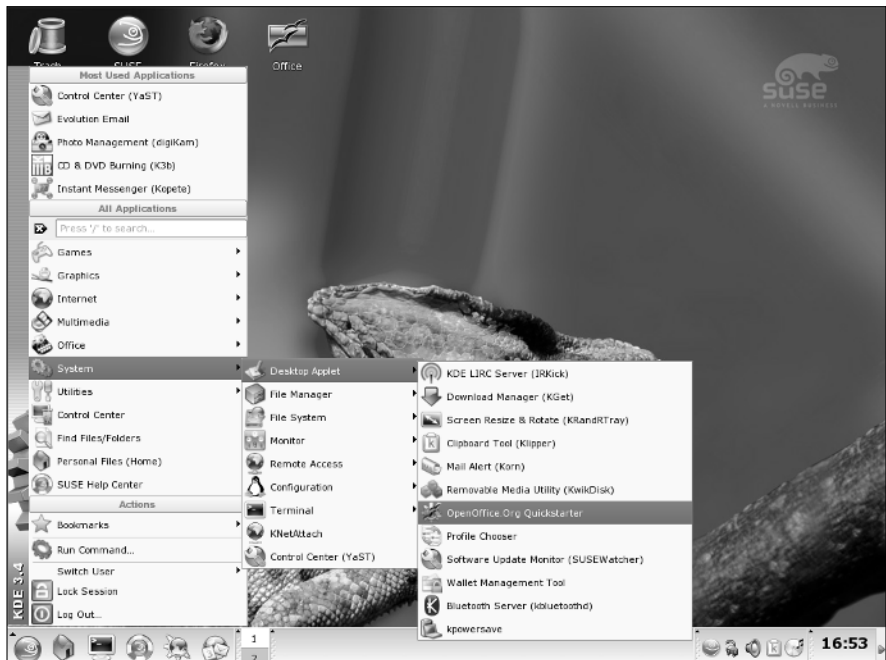 Trash
SUSE
Firefox
Office
SUSE
A NOVELL BUSINESS
Most Used Applications
Control Center (YaST)
Evolution Email
Photo Management (digiKam)
CD & DVD Burning (K3b)
Instant Messenger (Kopete)
All Applications
Press '/' to search...
Games
Graphics
Internet
Multimedia
Office
System
Utilities
Control Center
Find Files/Folders
Personal Files (Home)
SUSE Help Center
Actions
Bookmarks
Run Command...
Switch User
Lock Session
Log Out...
KDE 3.4
Desktop Applet
File Manager
File System
Monitor
Remote Access
Configuration
Terminal
KNetAttach
Control Center (YaST)
KDE LIRC Server (IRKick)
Download Manager (KGet)
Screen Resize & Rotate (KRandRTray)
Clipboard Tool (Klipper)
Mail Alert (Korn)
Removable Media Utility (KwikDisk)
OpenOffice.Org Quickstarter
Profile Chooser
Software Update Monitor (SUSEWatcher)
Wallet Management Tool
Bluetooth Server (kbluetoothd)
kpowersave
1
2
16:53